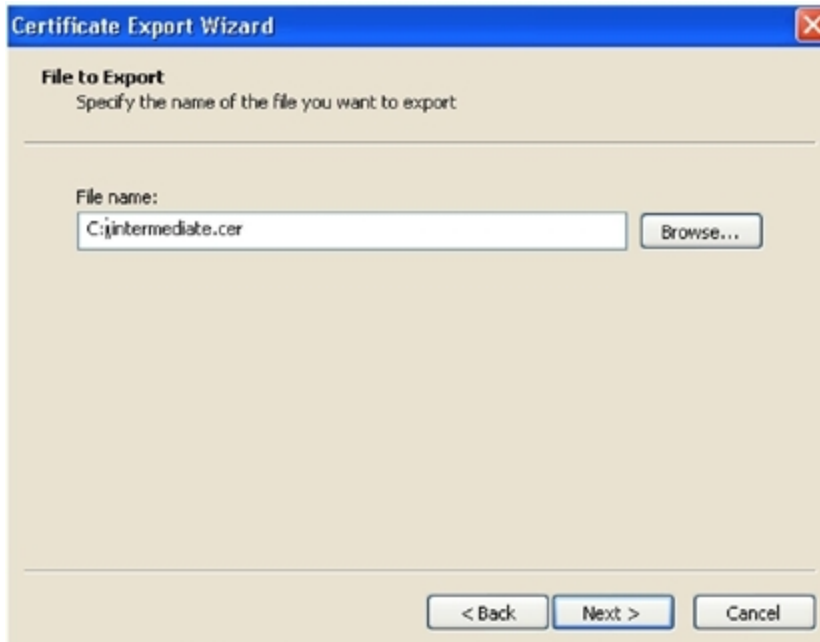 Certificate Export Wizard
File to Export
Specify the name of the file you want to export
File name:
C:\intermediate.cer
Browse...
< Back
Next >
Cancel